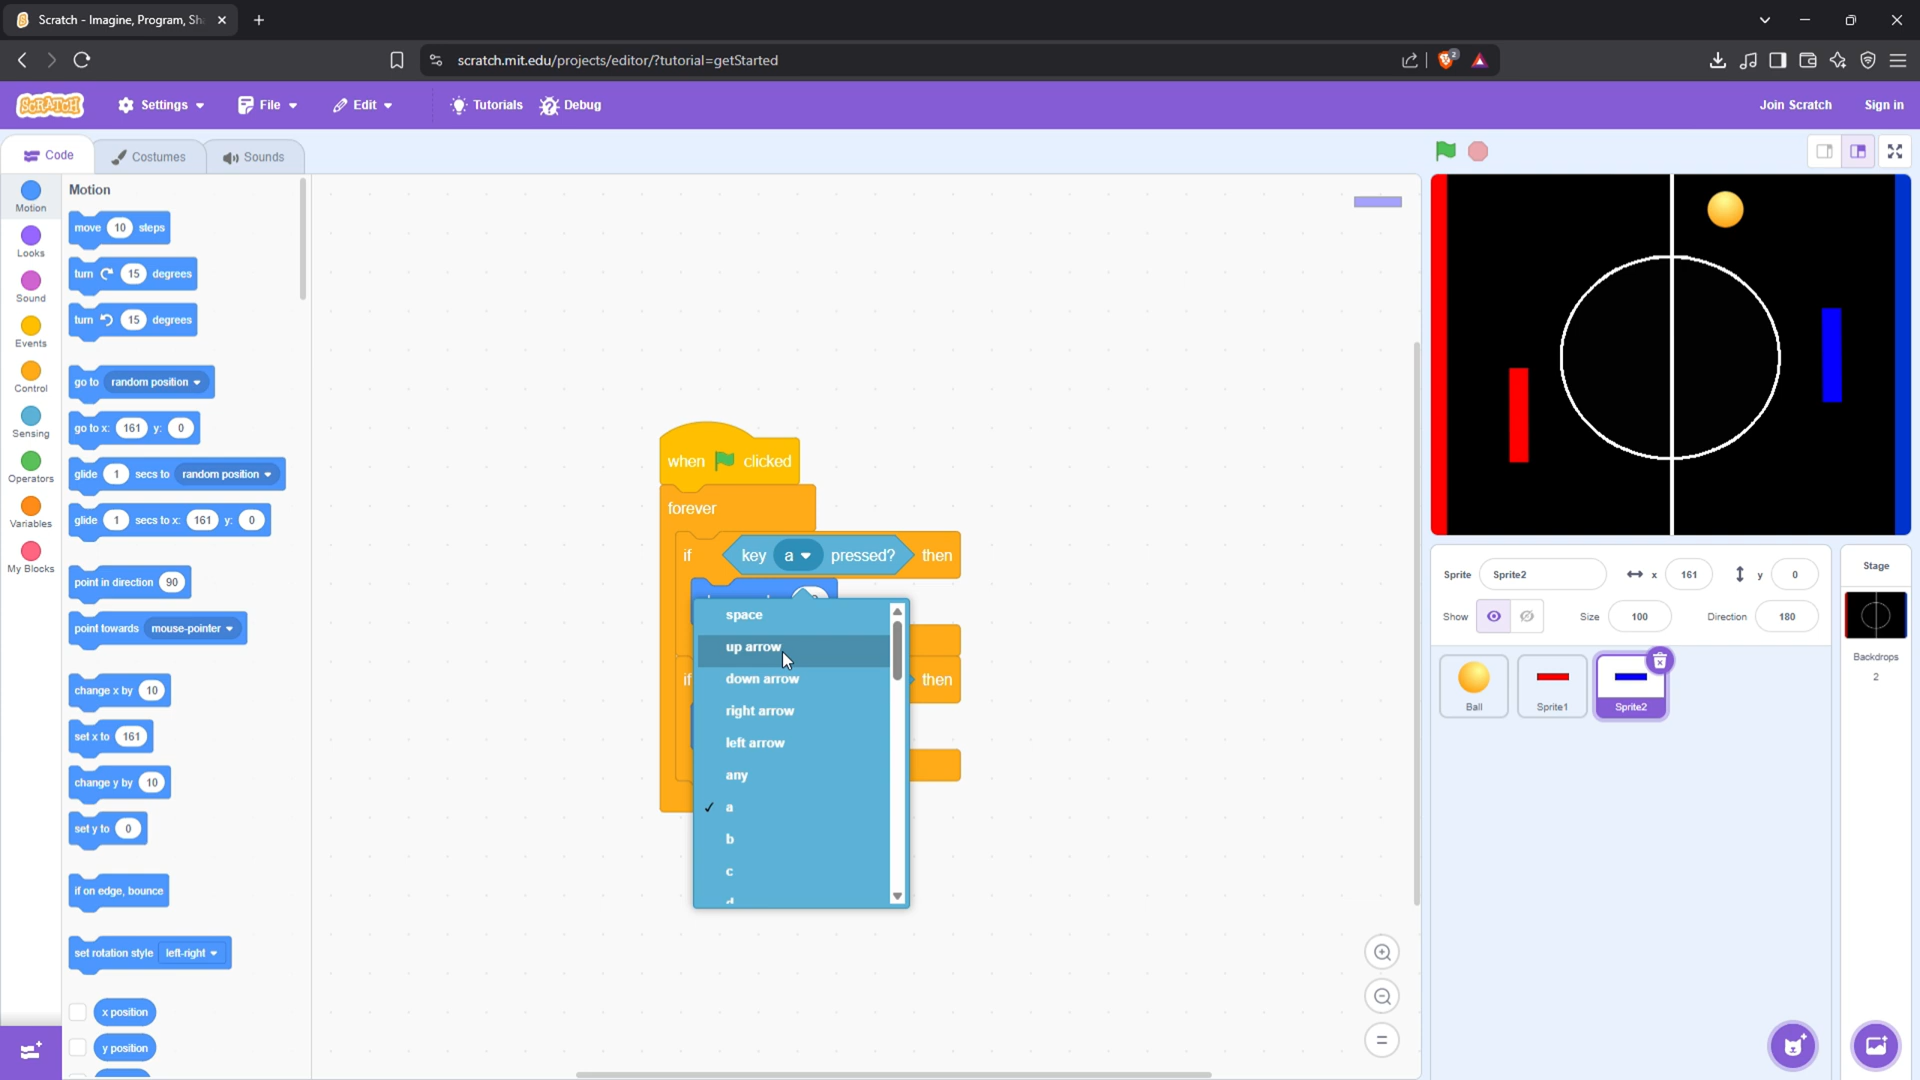 Scratch - Imagine, Program, Sh
scratch.mit.edu/projects/editor/?tutorial=getStarted
2
SCRATCH
Settings
File
Edit
Tutorials
Debug
Join Scratch
Sign in
Code
Costumes
Sounds
Motion
Looks
Sound
Events
Control
Sensing
Operators
Variables
My Blocks
Motion
move 10 steps
turn 15 degrees
turn 15 degrees
go to random position
go to x: 161 y: 0
glide 1 secs to random position
glide 1 secs to x: 161 y: 0
point in direction 90
point towards mouse-pointer
change x by 10
set x to 161
change y by 10
set y to 0
if on edge, bounce
set rotation style left-right
x position
y position
when clicked
forever
if key a pressed? then
if then
space
up arrow
down arrow
right arrow
left arrow
any
✓ a
b
c
Sprite Sprite2 x 161 y 0
Show Size 100 Direction 180
Ball
Sprite1
Sprite2
Stage
Backdrops
2